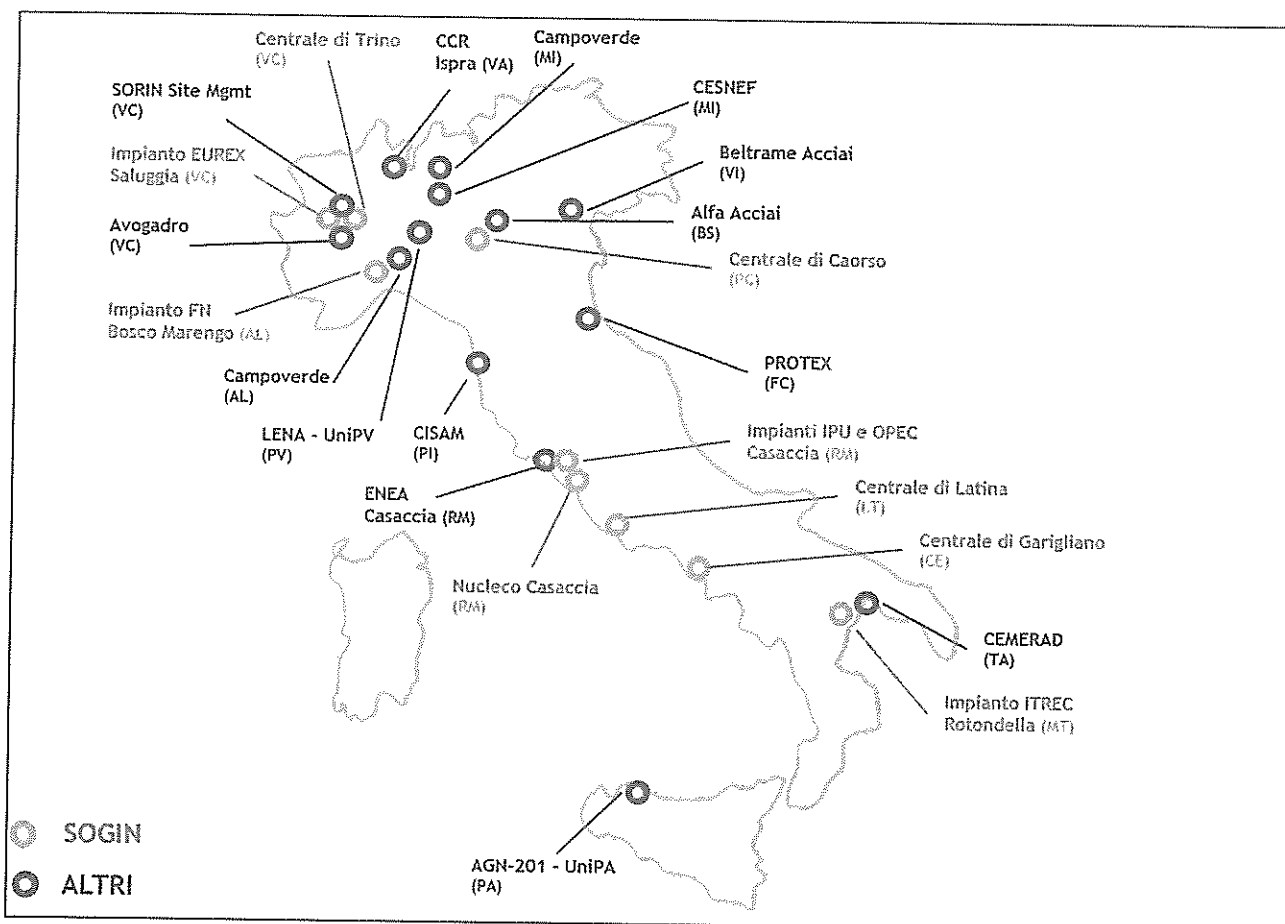 Centrale di Trino
(VC)
CCR
Ispra (VA)
Campoverde
(MI)
SORIN Site Mgmt
(VC)
CESNEF
(MI)
Impianto EUREX
Saluggia (VC)
Beltrame Acciai
(VI)
Avogadro
(VC)
Alfa Acciai
(BS)
Centrale di Caorso
(PC)
Impianto FN
Bosco Marengo (AL)
PROTEX
(FC)
Campoverde
(AL)
LENA - UniPV
(PV)
CISAM
(PI)
Impianti IPU e OPEC
Casaccia (RM)
ENEA
Casaccia (RM)
Centrale di Latina
(LT)
Centrale di Garigliano
(CE)
Nucleco Casaccia
(RM)
CEMERAD
(TA)
Impianto ITREC
Rotondella (MT)
SOGIN
AGN-201 - UniPA
(PA)
ALTRI